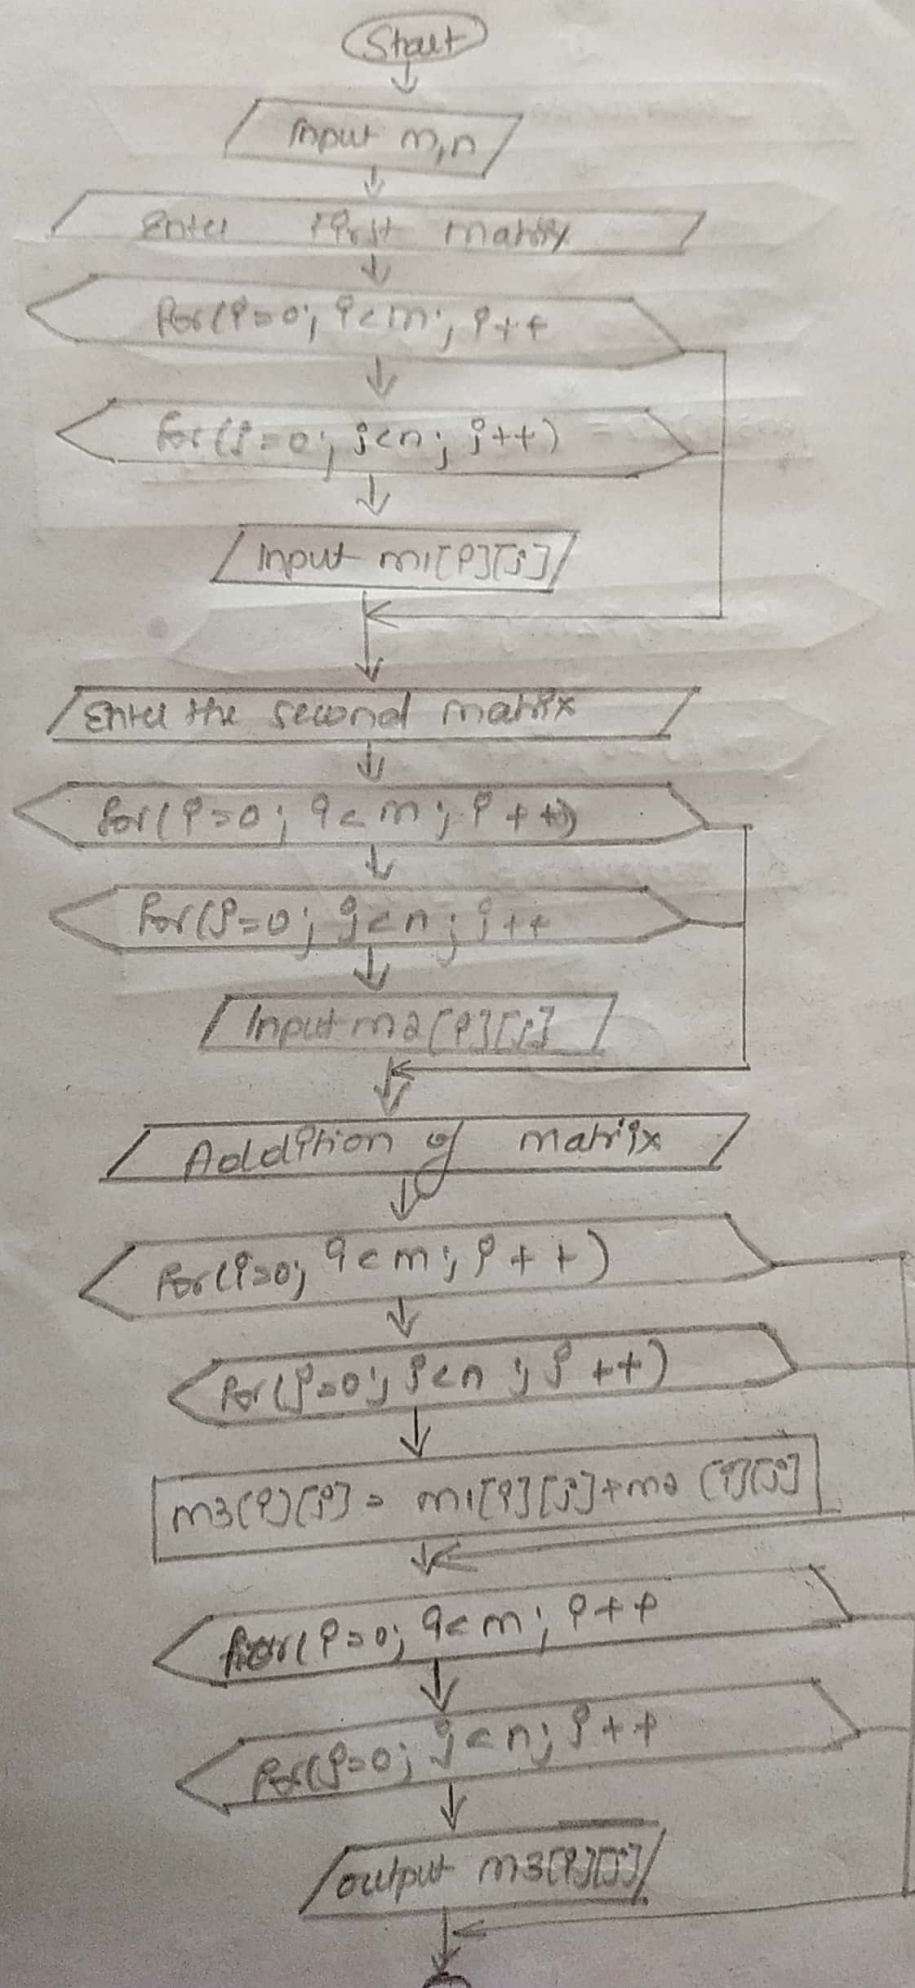 Start
Input m,n
Enter First matrix
For(i=0; i<m; i++
for(j=0; j<n; j++)
Input m1[i][j]
Enter the second matrix
for(i=0; i<m; i++)
For(j=0; j<n; j++
Input m2[i][j]
Addition of matrix
For(i=0; i<m; i++)
For(j=0; j<n; j++)
m3[i][j] = m1[i][j]+m2[i][j]
for(i=0; i<m; i++
For(j=0; j<n; j++
output m3[i][j]